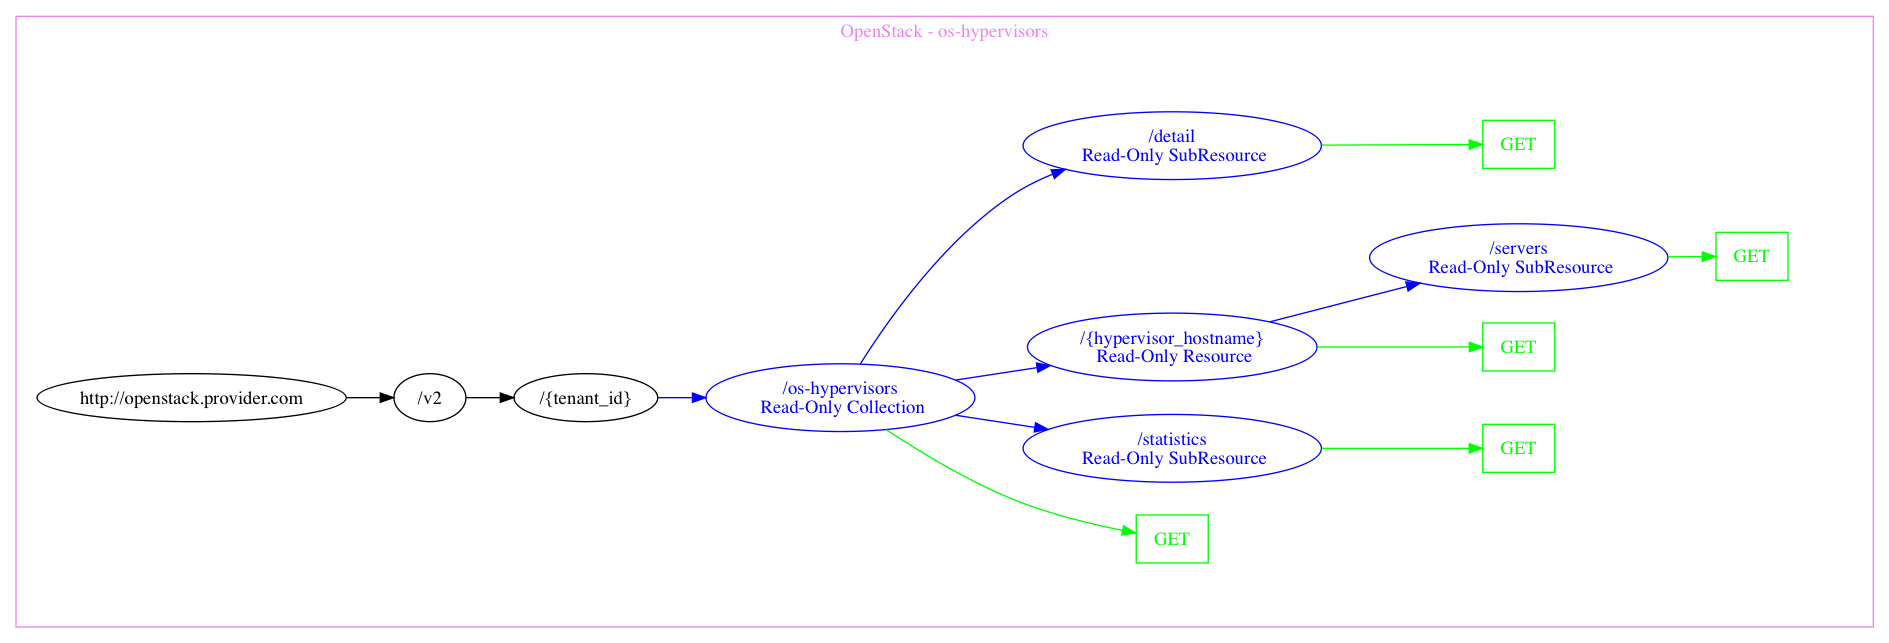 OpenStack - os-hypervisors
/detail
Read-Only SubResource
GET
/servers
Read-Only SubResource
GET
/{hypervisor_hostname}
Read-Only Resource
GET
http://openstack.provider.com
/v2
/{tenant_id}
/os-hypervisors
Read-Only Collection
/statistics
Read-Only SubResource
GET
GET